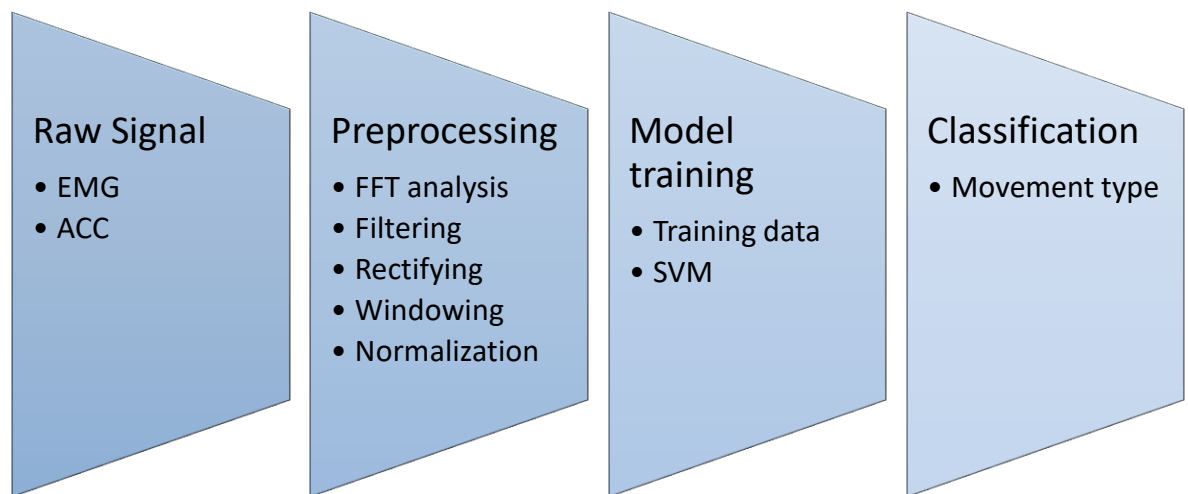 Raw Signal
• EMG
• ACC
Preprocessing
• FFT analysis
• Filtering
• Rectifying
• Windowing
• Normalization
Model
training
• Training data
• SVM
Classification
• Movement type